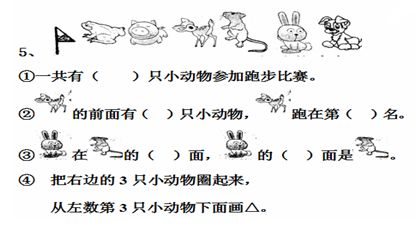 5、
①一共有（　　）只小动物参加跑步比赛。
②　的前面有（　）只小动物，　跑在第（　）名。
③　在　的（　）面，　的（　）面是　。
④　把右边的 3 只小动物圈起来，
从左数第 3 只小动物下面画△。